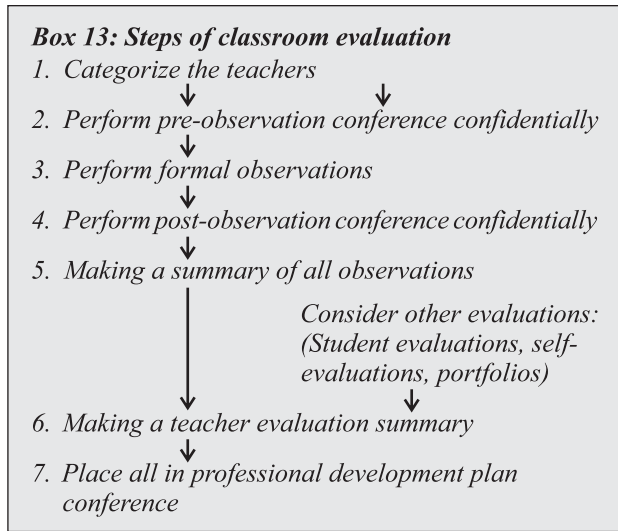 Box 13: Steps of classroom evaluation
1. Categorize the teachers
2. Perform pre-observation conference confidentially
3. Perform formal observations
4. Perform post-observation conference confidentially
5. Making a summary of all observations
Consider other evaluations:
(Student evaluations, self-
evaluations, portfolios)
6. Making a teacher evaluation summary
7. Place all in professional development plan
conference